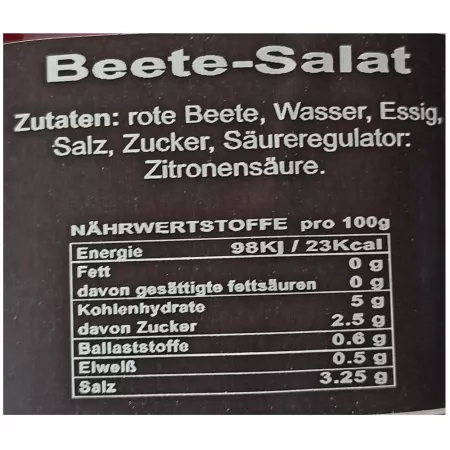 Beete-Salat
Zutaten: rote Beete, Wasser, Essig,
Salz, Zucker, Säureregulator:
Zitronensäure.
NÄHRWERTSTOFFE pro 100g
Energie 98Kj / 23Kcal
Fett 0 g
davon gesättigte fettsäuren 0 g
Kohlenhydrate 5 g
davon Zucker 2.5 g
Ballaststoffe 0.6 g
Elweiß 0.5 g
Salz 3.25 g